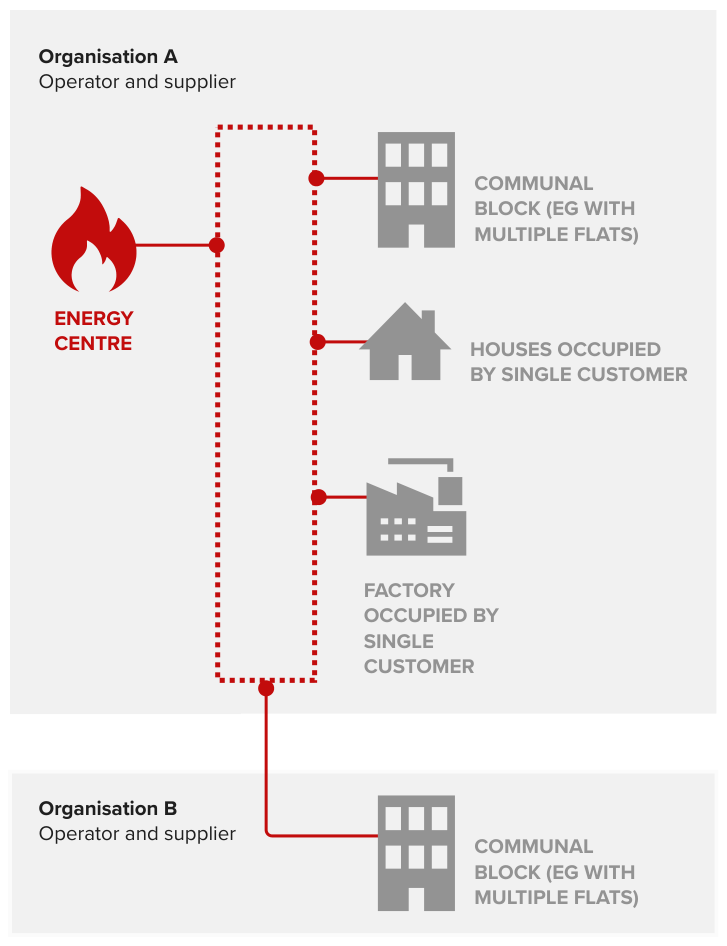 Organisation A
Operator and supplier
COMMUNAL
BLOCK (EG WITH
MULTIPLE FLATS)
ENERGY
CENTRE
HOUSES OCCUPIED
BY SINGLE CUSTOMER
FACTORY
OCCUPIED BY
SINGLE
CUSTOMER
Organisation B
Operator and supplier
COMMUNAL
BLOCK (EG WITH
MULTIPLE FLATS)